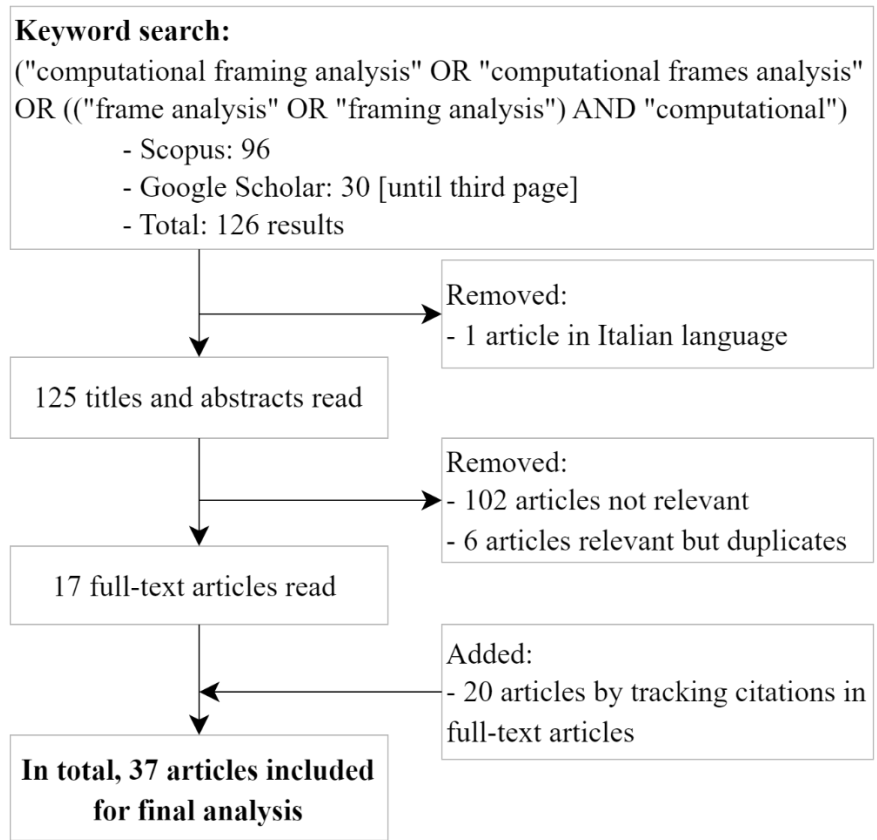 Keyword search:
("computational framing analysis" OR "computational frames analysis"
OR (("frame analysis" OR "framing analysis") AND "computational")
- Scopus: 96
- Google Scholar: 30 [until third page]
- Total: 126 results
Removed:
- 1 article in Italian language
125 titles and abstracts read
Removed:
- 102 articles not relevant
- 6 articles relevant but duplicates
17 full-text articles read
Added:
- 20 articles by tracking citations in
full-text articles
In total, 37 articles included
for final analysis